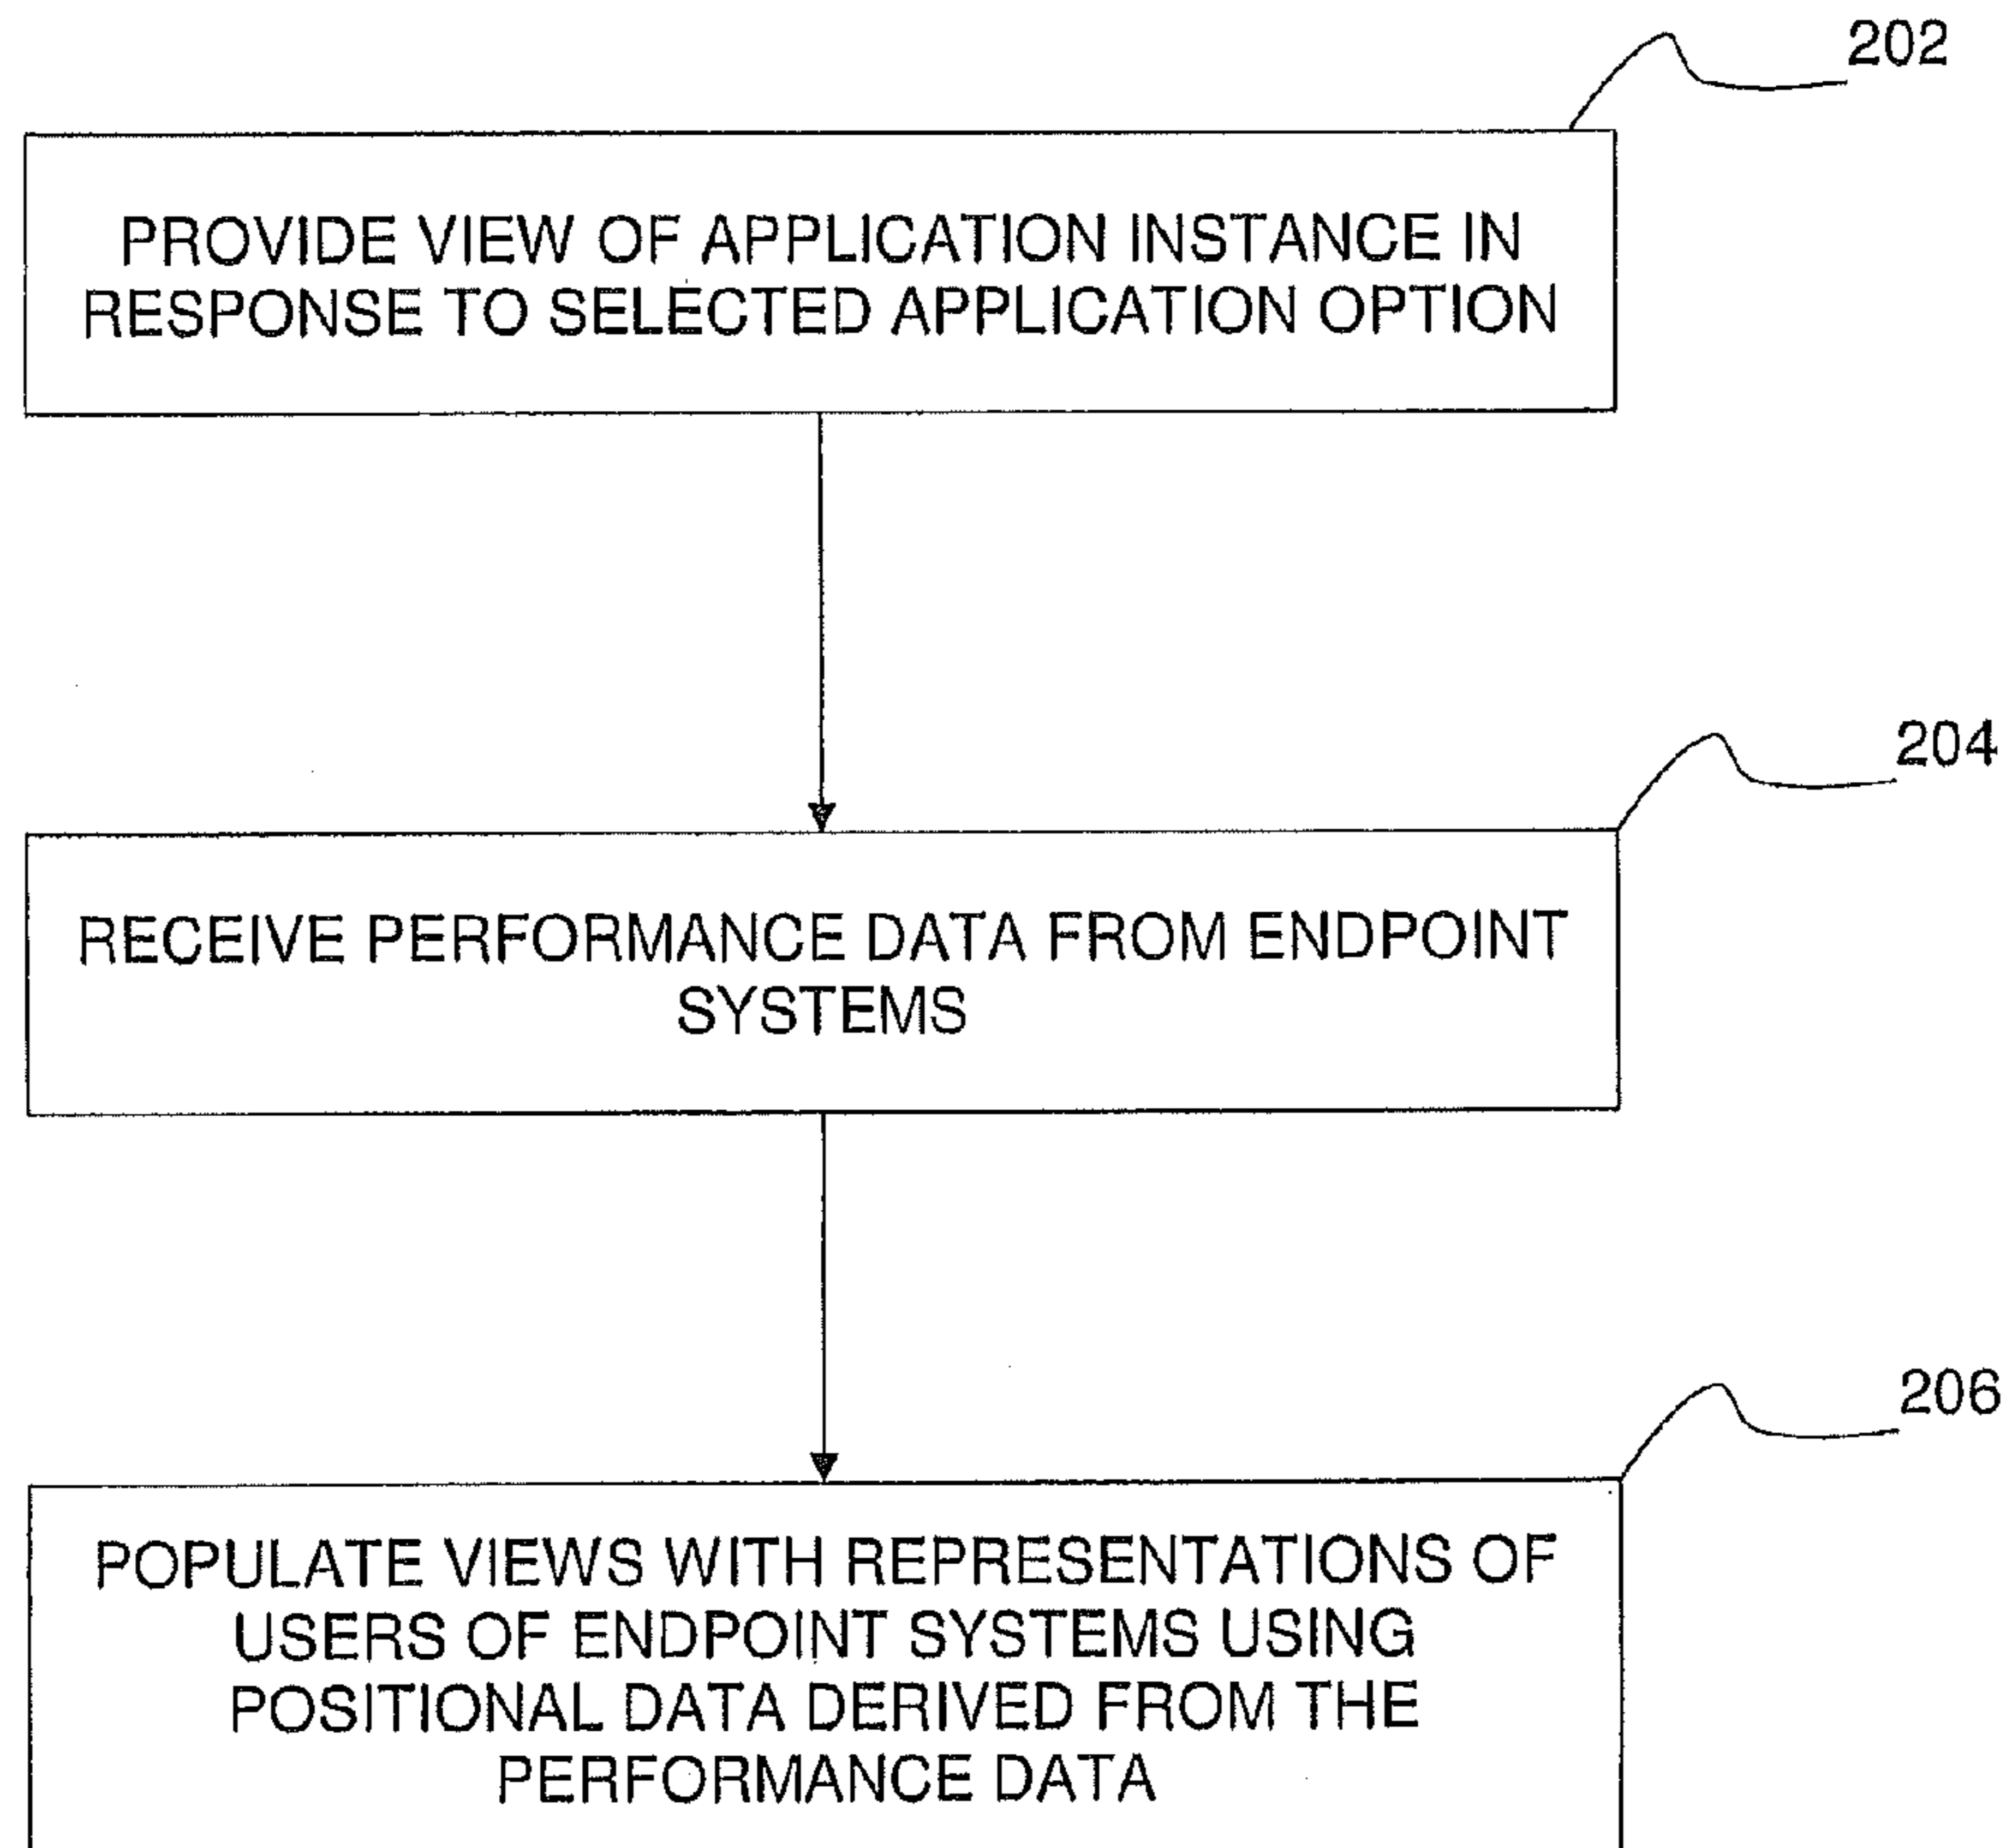 202
PROVIDE VIEW OF APPLICATION INSTANCE IN
RESPONSE TO SELECTED APPLICATION OPTION
204
RECEIVE PERFORMANCE DATA FROM ENDPOINT
SYSTEMS
206
POPULATE VIEWS WITH REPRESENTATIONS OF
USERS OF ENDPOINT SYSTEMS USING
POSITIONAL DATA DERIVED FROM THE
PERFORMANCE DATA